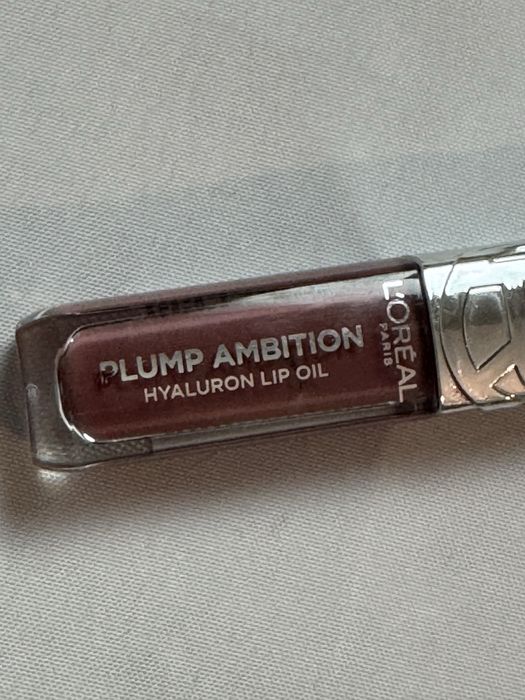 PLUMP AMBITION
HYALURON LIP OIL
L'ORÉAL
PARIS